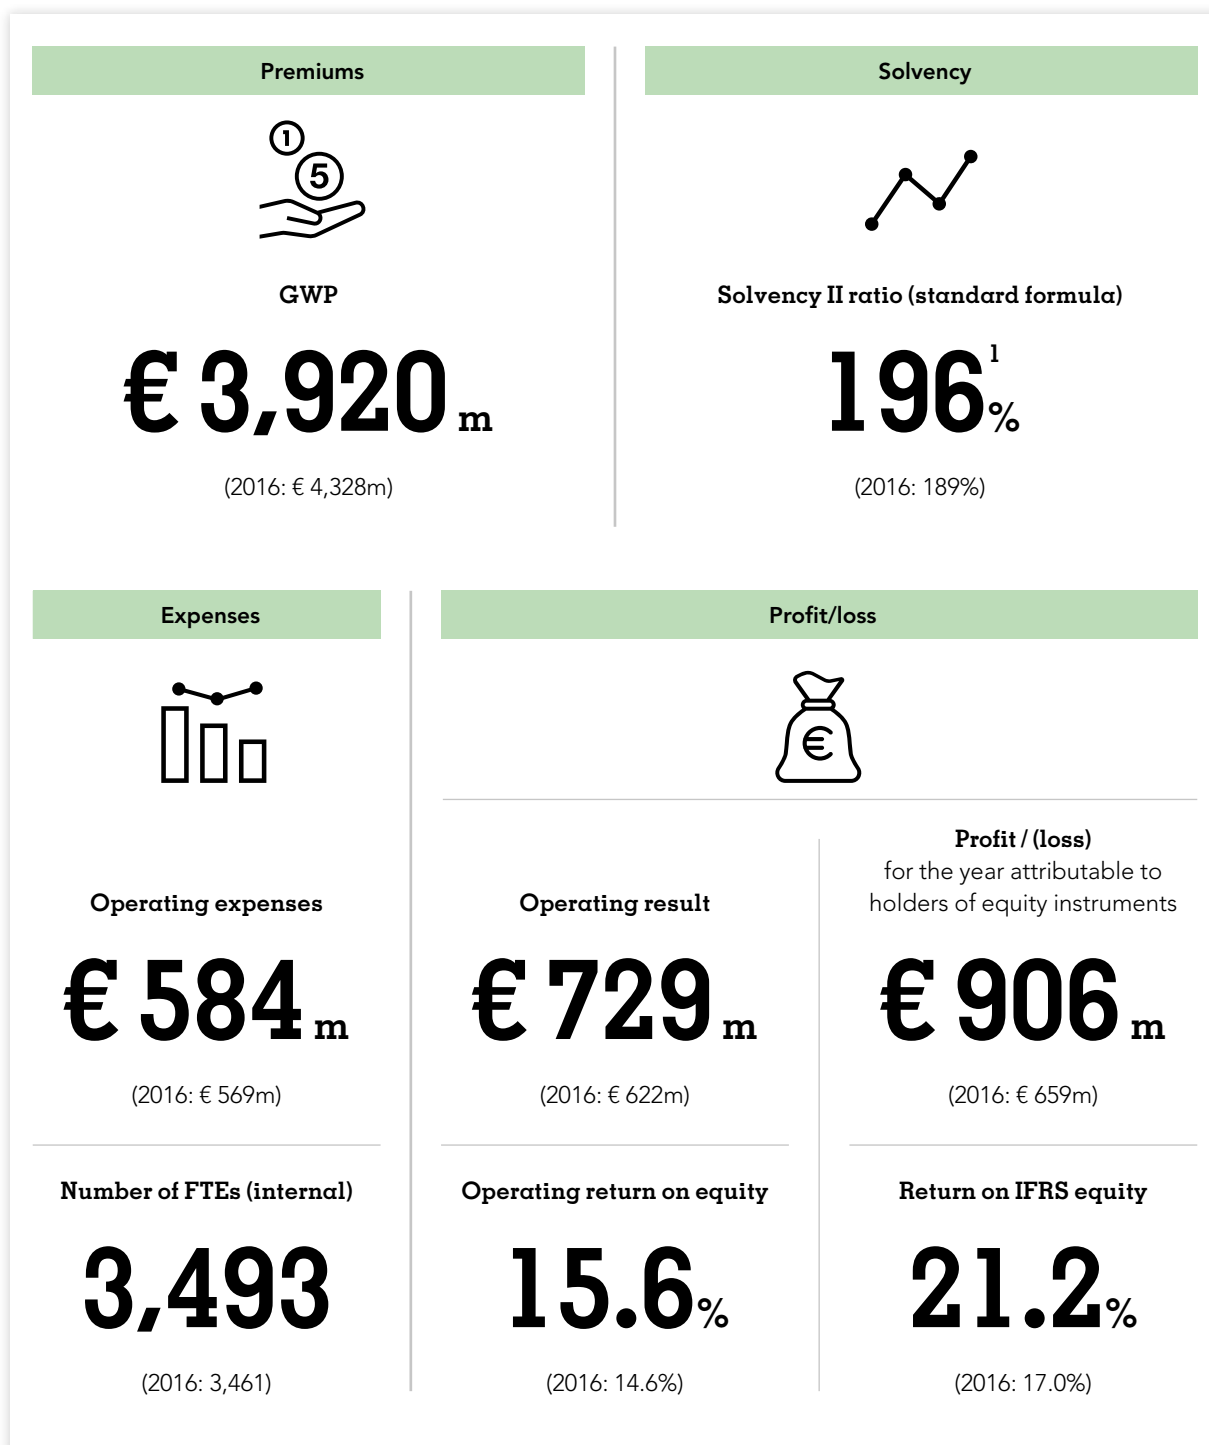 Premiums
1
5
GWP
€ 3,920 m
(2016: € 4,328m)
Solvency
Solvency II ratio (standard formula)
196 1 %
(2016: 189%)
Expenses
Operating expenses
€ 584 m
(2016: € 569m)
Number of FTEs (internal)
3,493
(2016: 3,461)
Profit/loss
€
Operating result
€ 729 m
(2016: € 622m)
Operating return on equity
15.6%
(2016: 14.6%)
Profit / (loss)
for the year attributable to
holders of equity instruments
€ 906 m
(2016: € 659m)
Return on IFRS equity
21.2%
(2016: 17.0%)